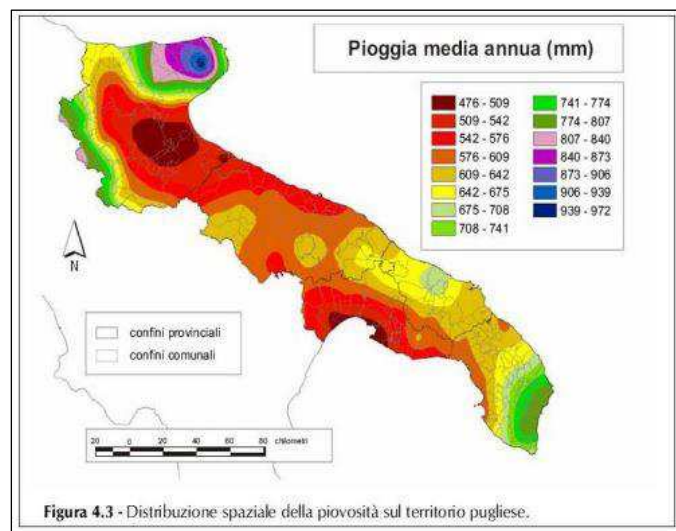 Pioggia media annua (mm)
476 - 509
509 - 542
542 - 576
576 - 609
609 - 642
642 - 675
675 - 708
708 - 741
741 - 774
774 - 807
807 - 840
840 - 873
873 - 906
906 - 939
939 - 972
N
confini provinciali
confini comunali
20 0 20 40 60 80 chilometri
Figura 4.3 - Distribuzione spaziale della piovosità sul territorio pugliese.